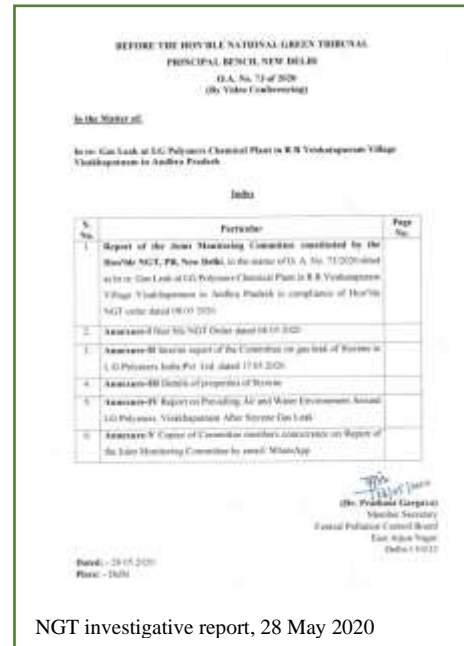 BEFORE THE HON'BLE NATIONAL GREEN TRIBUNAL
PRINCIPAL BENCH, NEW DELHI
O.A. No. 73 of 2020
(By Video Conferencing)
In the Matter of:
In re: Gas Leak at LG Polymers Chemical Plant in R R Venkatapuram Village
Visakhapatnam in Andhra Pradesh
Index
S. No. Particular Page No.
1. Report of the Joint Monitoring Committee constituted by the
Hon'ble NGT, PB, New Delhi, in the matter of O. A. No. 73/2020 titled
as In re: Gas Leak at LG Polymers Chemical Plant in R R Venkatapuram
Village Visakhapatnam in Andhra Pradesh in compliance of Hon'ble
NGT order dated 08.05.2020
2. Annexure-I Hon'ble NGT Order dated 08.05.2020
3. Annexure-II Interim report of the Committee on gas leak of Styrene in
LG Polymers India Pvt. Ltd. dated 17.05.2020
4. Annexure-III Details of properties of Styrene
5. Annexure-IV Report on Prevailing Air and Water Environment Around
LG Polymers, Visakhapatnam After Styrene Gas Leak
6. Annexure-V Copies of Committee members concurrence on Report of
the Joint Monitoring Committee by email/ WhatsApp
(Dr. Prashant Gargava)
Member Secretary
Central Pollution Control Board
East Arjun Nagar
Delhi-110032
Dated: - 28.05.2020
Place: - Delhi
NGT investigative report, 28 May 2020